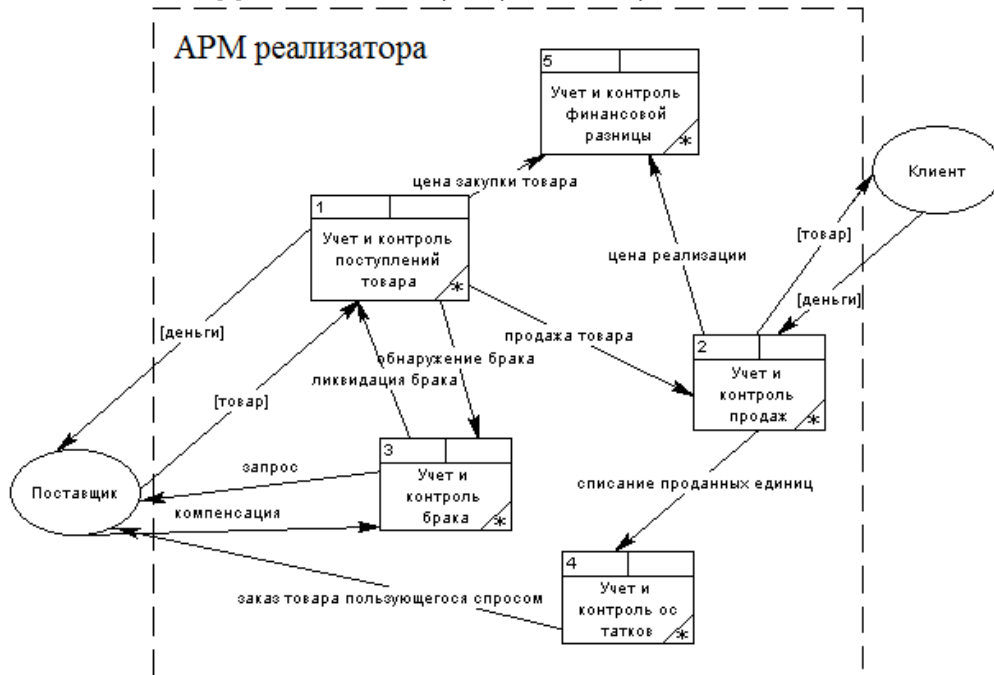 АРМ реализатора
5
Учет и контроль
финансовой
разницы
*
Клиент
цена закупки товара
1
Учет и контроль
поступлений
товара
*
[товар]
цена реализации
[деньги]
[деньги]
продажа товара
2
Учет и
контроль
продаж
*
обнаружение брака
ликвидация брака
[товар]
3
Учет и
контроль
брака
*
запрос
Поставщик
компенсация
списание проданных единиц
4
Учет и
контроль ос
татков
*
заказ товара пользующегося спросом